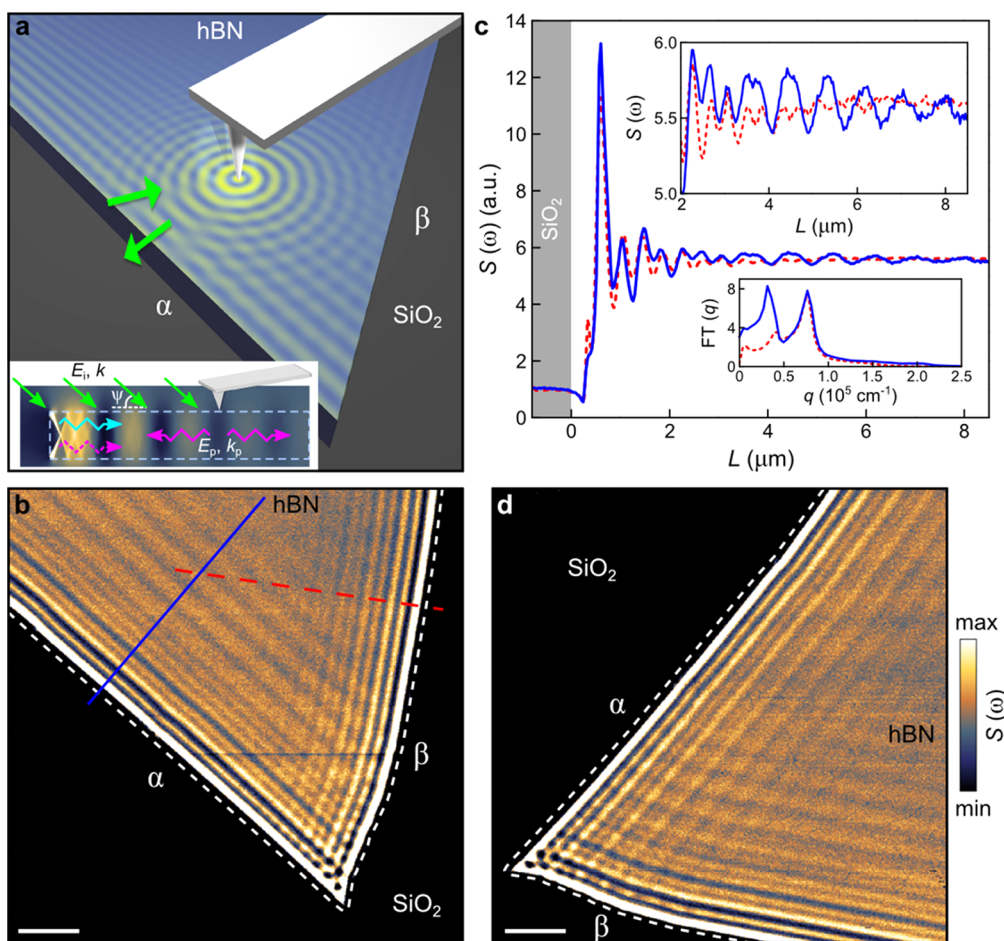 a
hBN
β
α
SiO₂
Eᵢ, k
ψ
Eₚ, kₚ
c
S (ω) (a.u.)
14
12
10
8
6
4
2
0
SiO₂
0
2
4
6
8
L (μm)
S (ω)
6.0
5.5
5.0
2
4
6
8
L (μm)
FT (q)
8
4
0
0
0.5
1.0
1.5
2.0
2.5
q (10⁵ cm⁻¹)
b
hBN
α
β
SiO₂
d
SiO₂
α
hBN
β
max
S (ω)
min